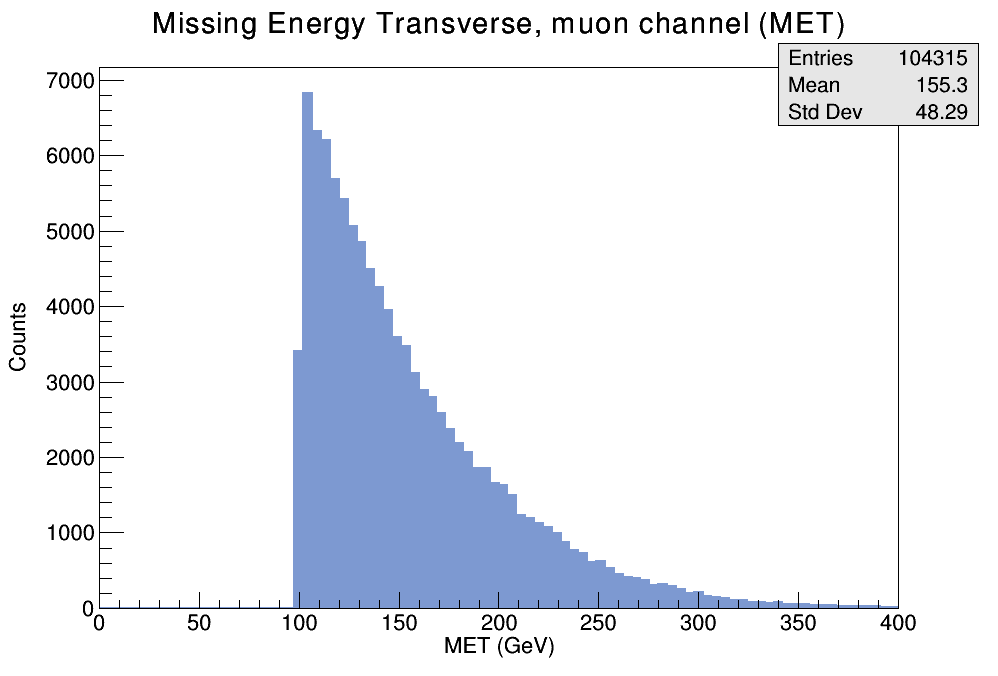 Missing Energy Transverse, muon channel (MET)
Entries 104315
Mean 155.3
Std Dev 48.29
7000
6000
5000
4000
3000
2000
1000
0
Counts
0 50 100 150 200 250 300 350 400
MET (GeV)